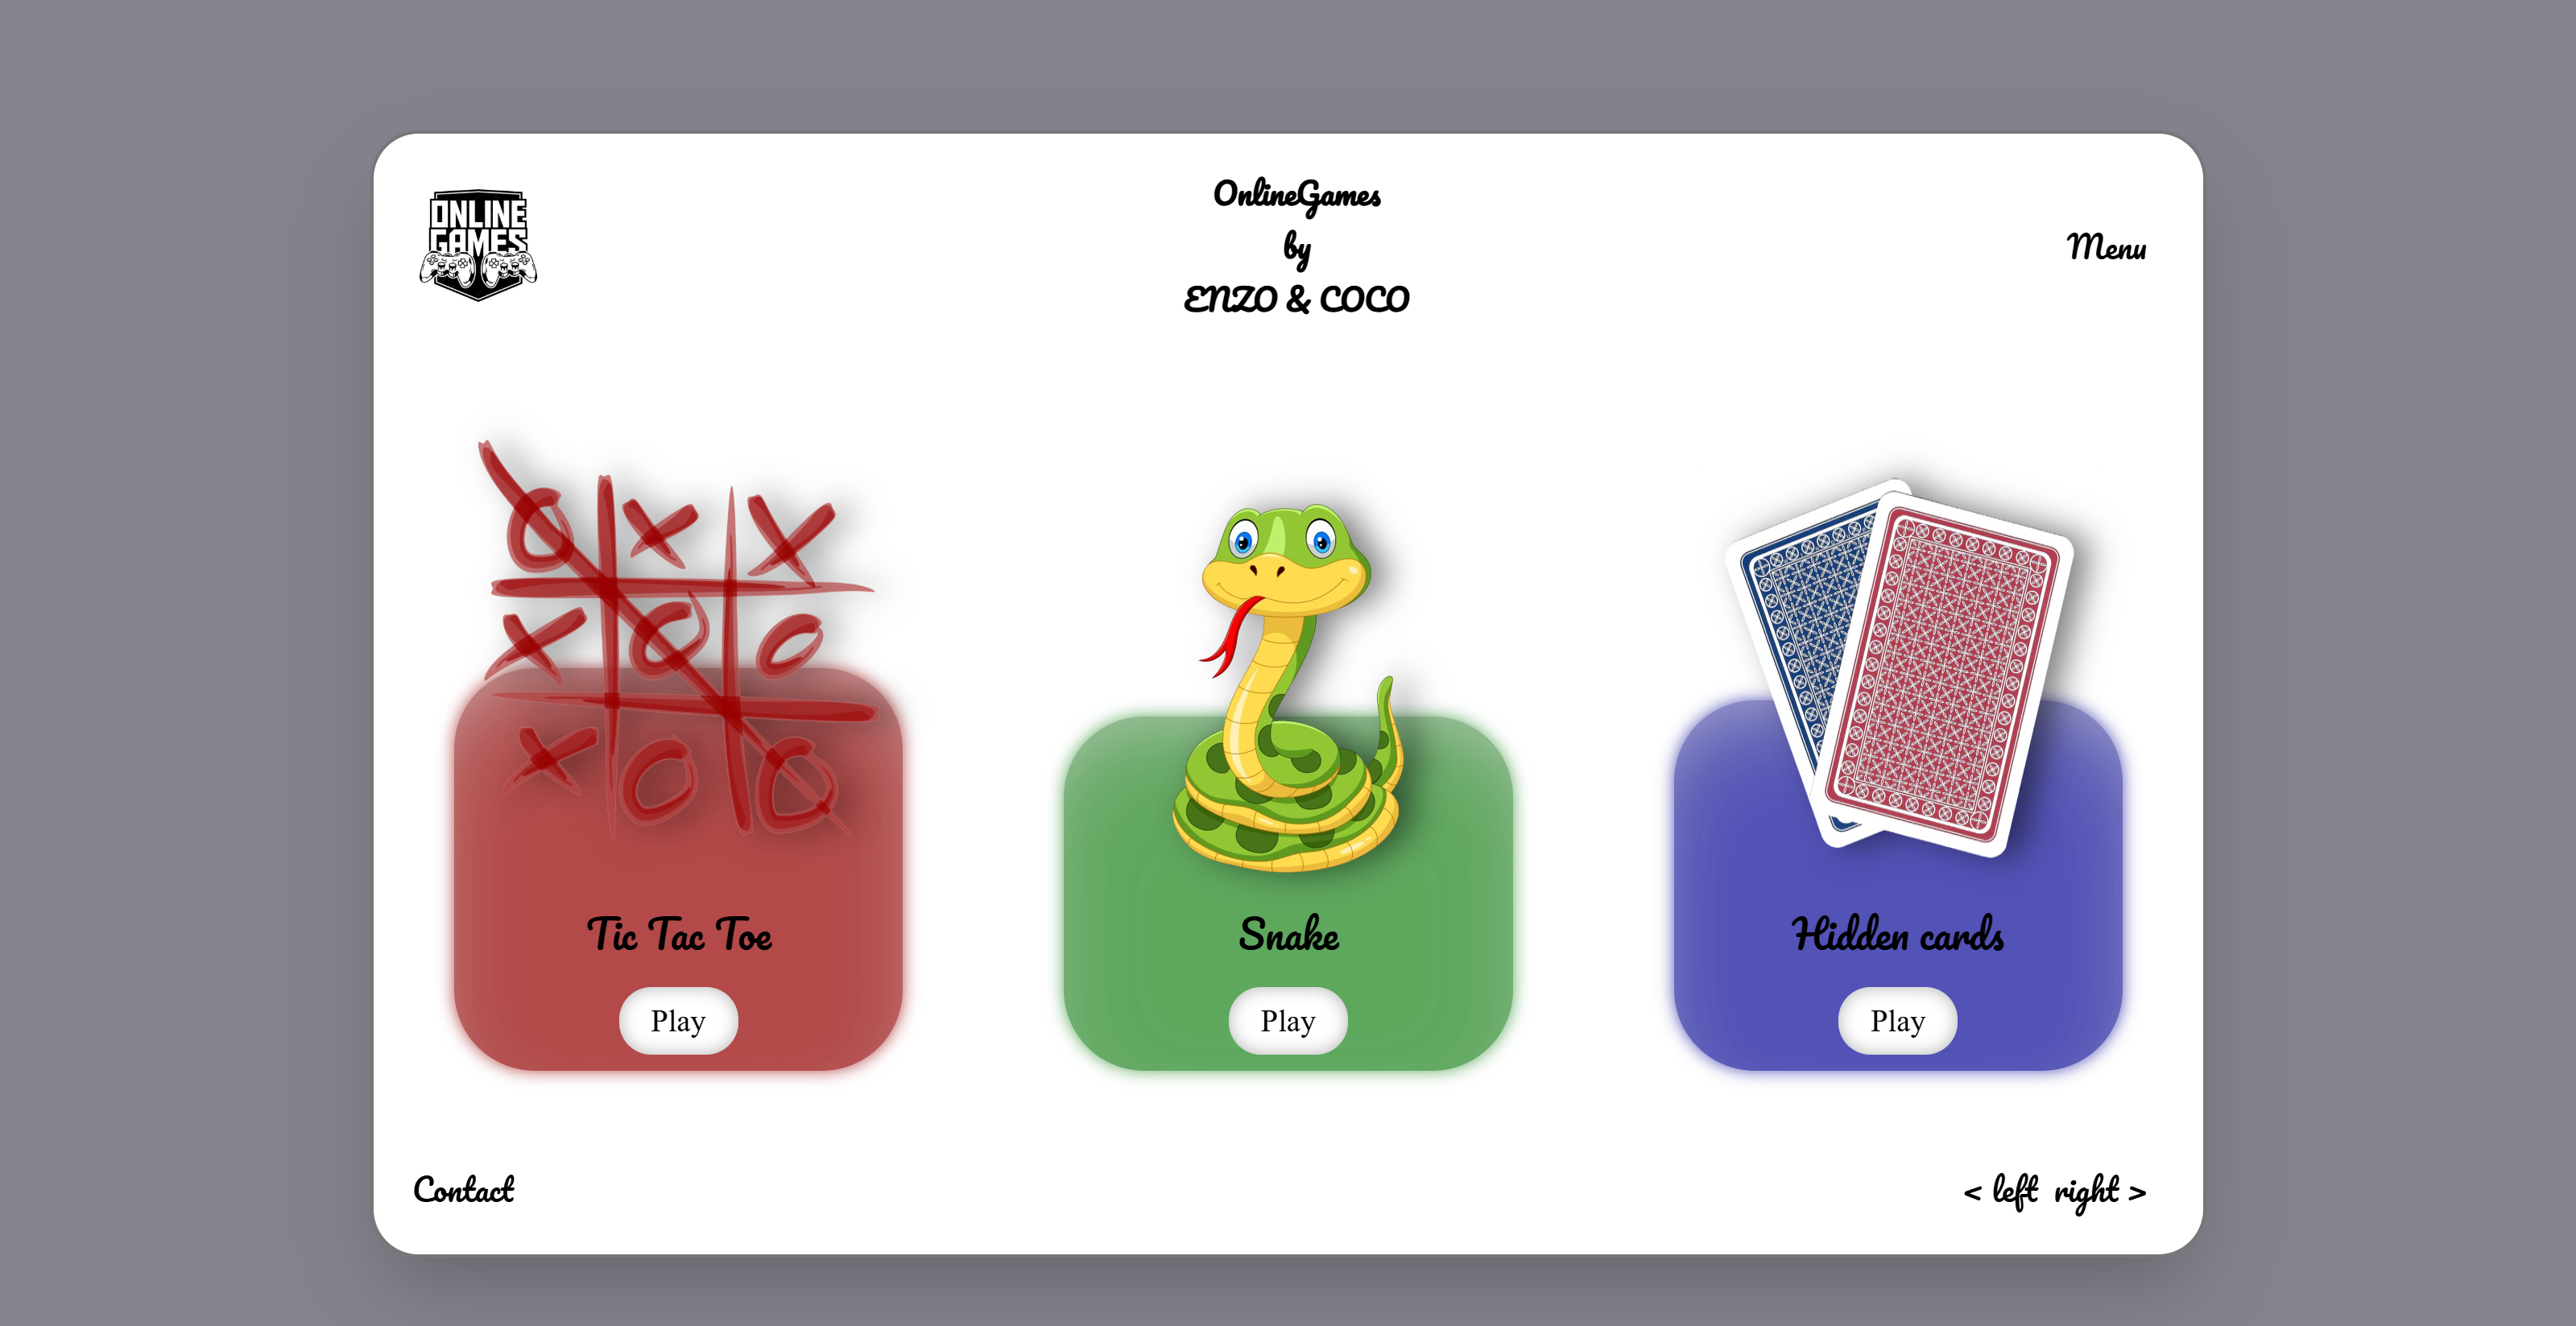 ONLINE
GAMES
OnlineGames
by
ENZO & COCO
Menu
Tic Tac Toe
Snake
Hidden cards
Play
Play
Play
Contact
< left right >